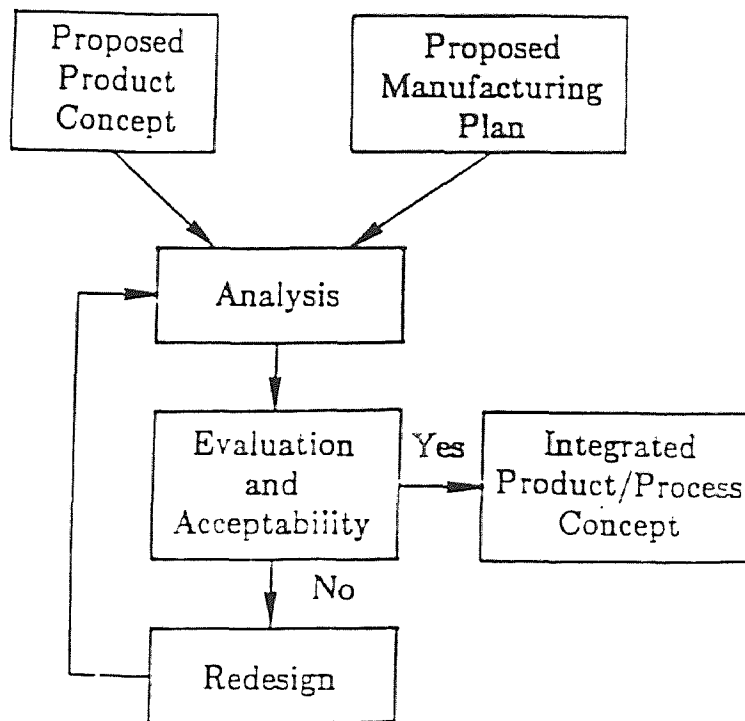 Proposed
Product
Concept
Proposed
Manufacturing
Plan
Analysis
Evaluation
and
Acceptability
Yes
Integrated
Product/Process
Concept
No
Redesign